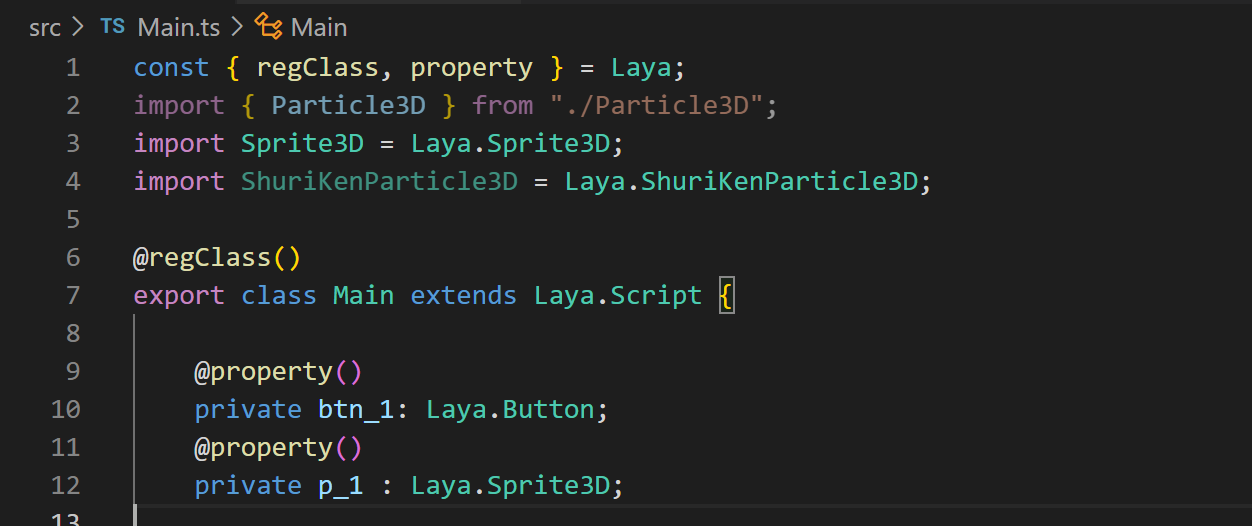 src > TS Main.ts > Main
1 const { regClass, property } = Laya;
2 import { Particle3D } from "./Particle3D";
3 import Sprite3D = Laya.Sprite3D;
4 import ShuriKenParticle3D = Laya.ShuriKenParticle3D;
5
6 @regClass()
7 export class Main extends Laya.Script {
8
9     @property()
10     private btn_1: Laya.Button;
11     @property()
12     private p_1 : Laya.Sprite3D;
13